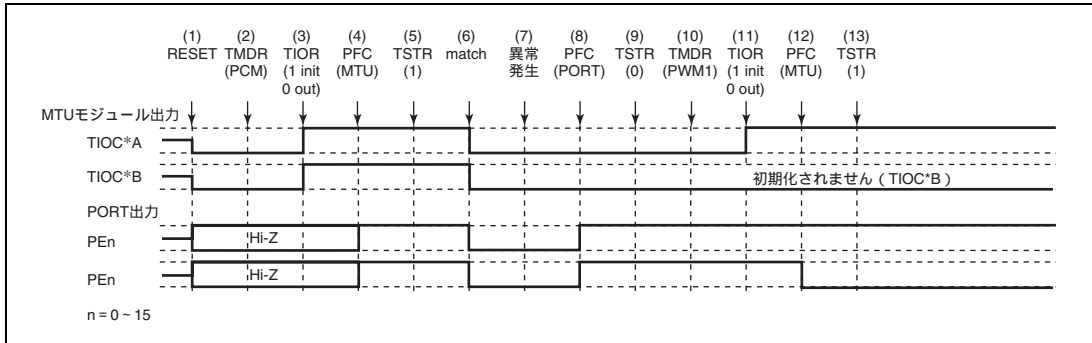 (1) (2) (3) (4) (5) (6) (7) (8) (9) (10) (11) (12) (13)
RESET TMDR TIOR PFC TSTR match 異常 PFC TSTR TMDR TIOR PFC TSTR
(PCM) (1 init (MTU) (1) 発生 (PORT) (0) (PWM1) (1 init (MTU) (1)
0 out) 0 out)
MTUモジュール出力
TIOC*A
TIOC*B 初期化されません(TIOC*B)
PORT出力
PEn Hi-Z
PEn Hi-Z
n = 0 ~ 15